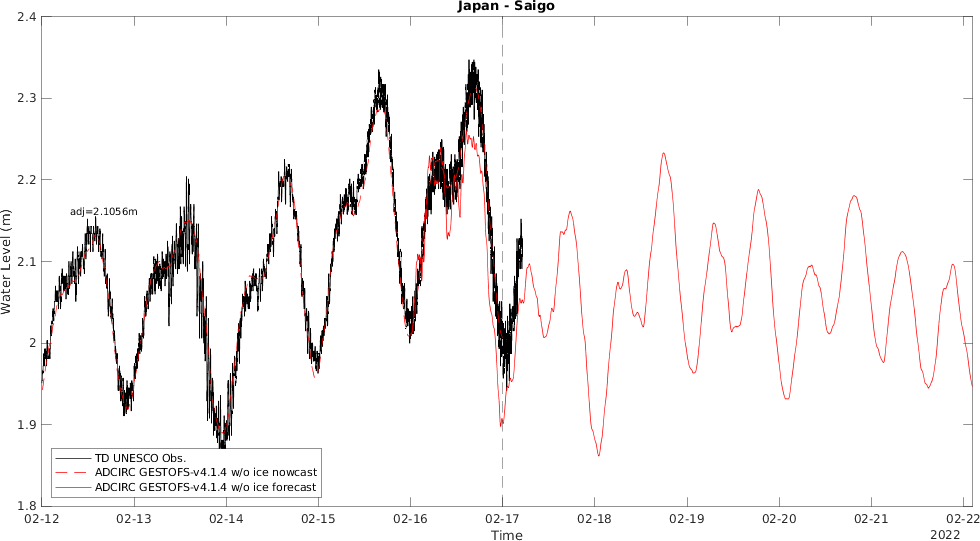 Japan - Saigo
2.4
2.3
2.2
2.1
2
1.9
1.8
Water Level (m)
adj=2.1056m
TD UNESCO Obs.
ADCIRC GESTOFS-v4.1.4 w/o ice nowcast
ADCIRC GESTOFS-v4.1.4 w/o ice forecast
02-12 02-13 02-14 02-15 02-16 02-17 02-18 02-19 02-20 02-21 02-22
Time
2022